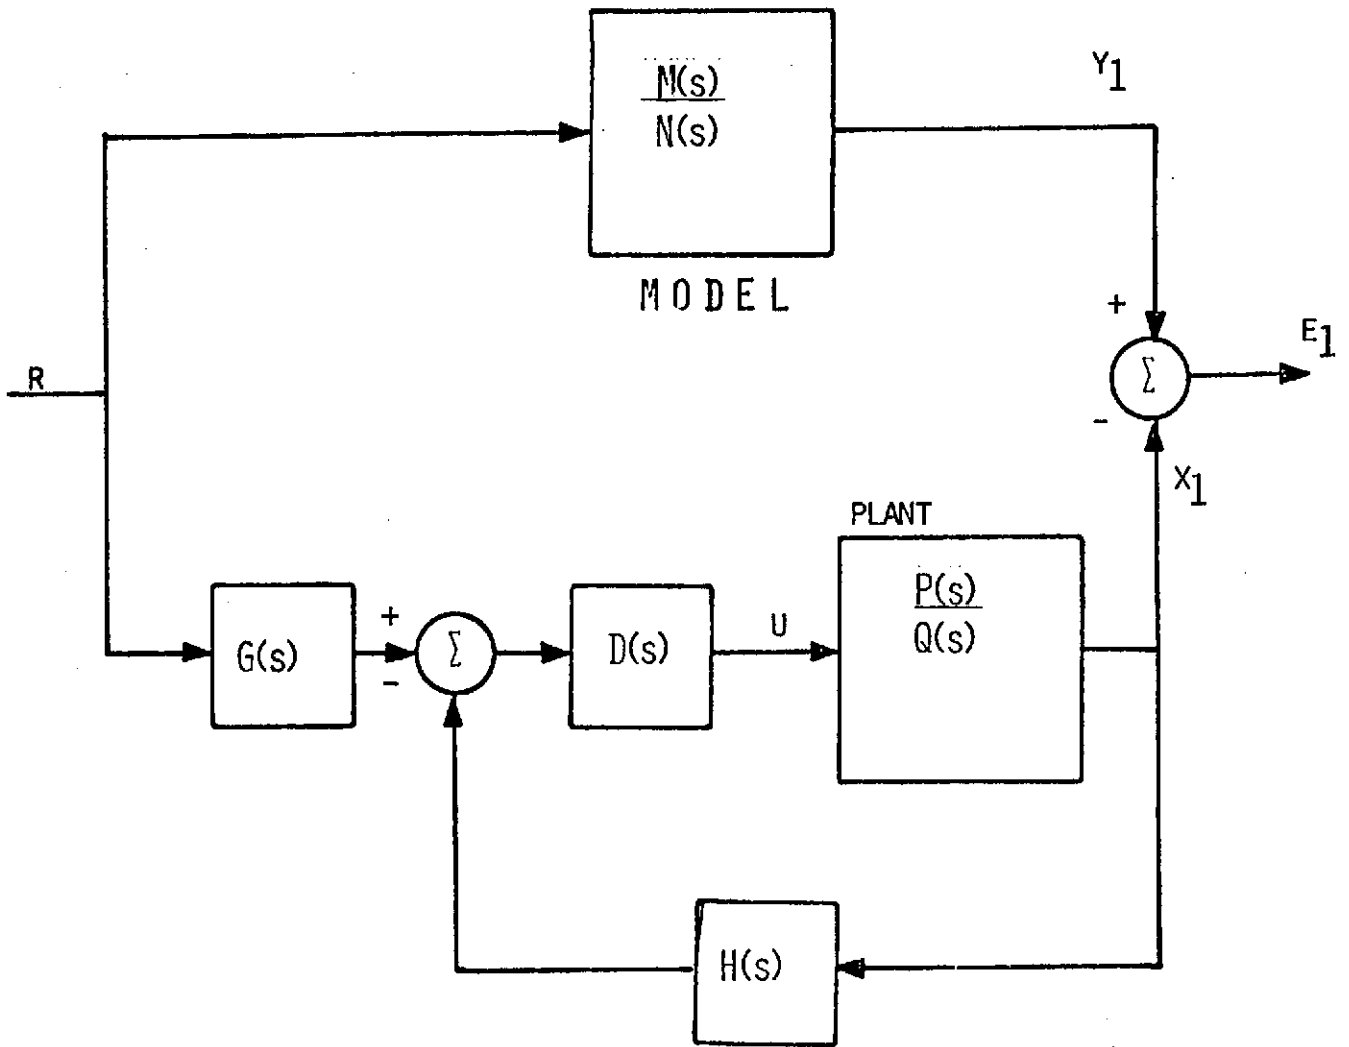 M(s)
N(s)
MODEL
Y1
+
Σ
E1
-
X1
R
G(s)
+
-
Σ
D(s)
U
PLANT
P(s)
Q(s)
H(s)